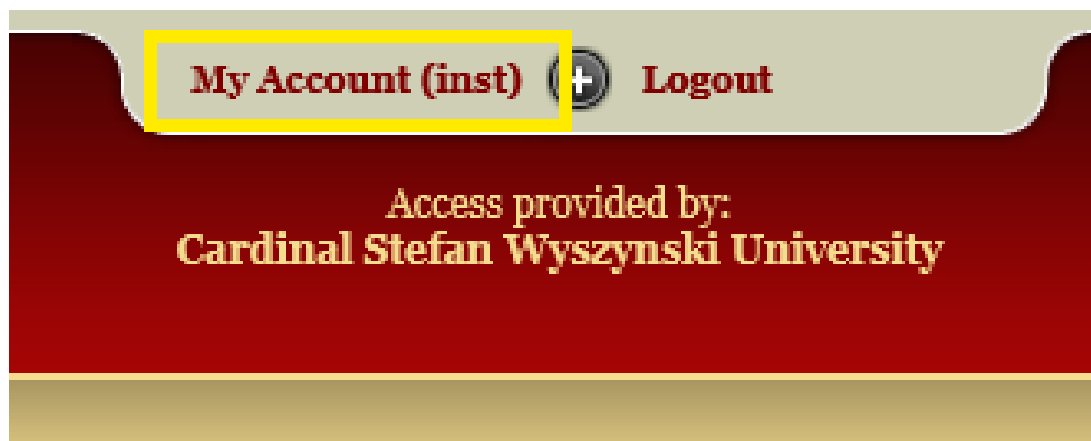 My Account (inst) + Logout
Access provided by:
Cardinal Stefan Wyszynski University